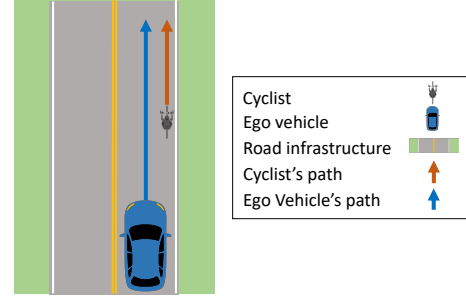 Cyclist
Ego vehicle
Road infrastructure
Cyclist's path
Ego Vehicle's path